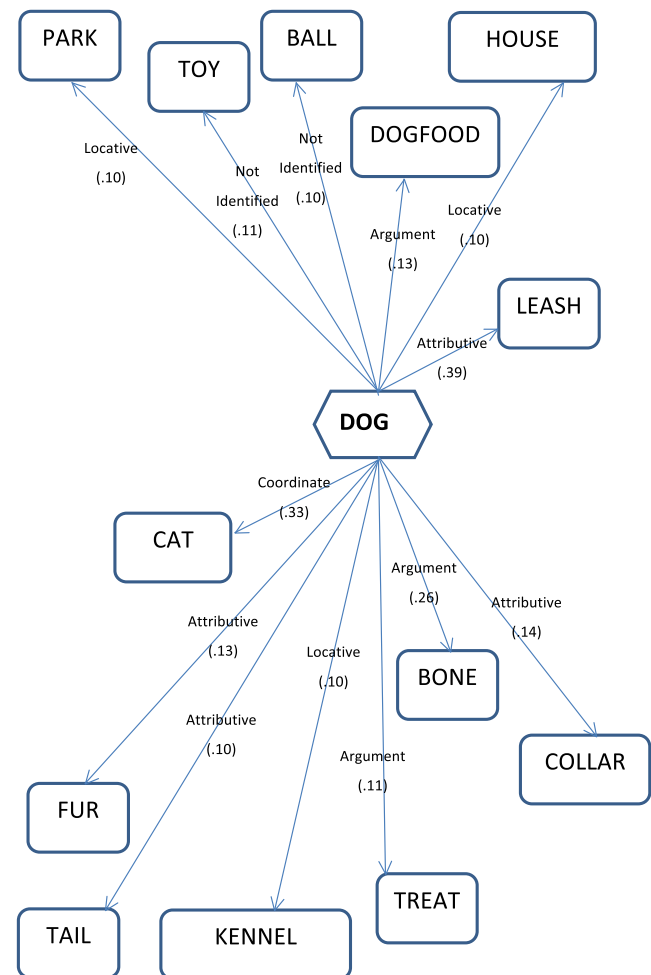 PARK
BALL
HOUSE
TOY
DOGFOOD
Locative
(.10)
Not
Identified
(.11)
Not
Identified
(.10)
Argument
(.13)
Locative
(.10)
LEASH
Attributive
(.39)
DOG
Coordinate
(.33)
CAT
Argument
(.26)
Attributive
(.14)
Attributive
(.13)
Locative
(.10)
BONE
Attributive
(.10)
Argument
(.11)
COLLAR
FUR
TREAT
TAIL
KENNEL